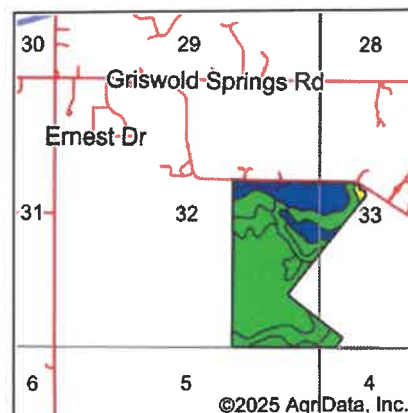 30 29 28
Griswold Springs Rd
Ernest Dr
31 32 33
6 5 4
©2025 AgriData, Inc.